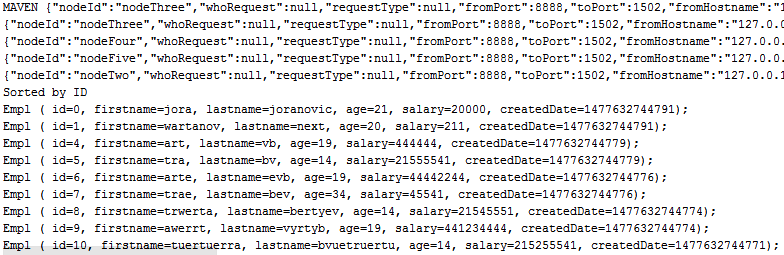 MAVEN {"nodeId":"nodeThree","whoRequest":null,"requestType":null,"fromPort":8888,"toPort":1502,"fromHostname":"1
{"nodeId":"nodeThree","whoRequest":null,"requestType":null,"fromPort":8888,"toPort":1502,"fromHostname":"127.0.0
{"nodeId":"nodeFour","whoRequest":null,"requestType":null,"fromPort":8888,"toPort":1502,"fromHostname":"127.0.0.
{"nodeId":"nodeFive","whoRequest":null,"requestType":null,"fromPort":8888,"toPort":1502,"fromHostname":"127.0.0.
{"nodeId":"nodeTwo","whoRequest":null,"requestType":null,"fromPort":8888,"toPort":1502,"fromHostname":"127.0.0.1
Sorted by ID
Empl ( id=0, firstname=jora, lastname=joranovic, age=21, salary=20000, createdDate=1477632744791);
Empl ( id=1, firstname=wartanov, lastname=next, age=20, salary=211, createdDate=1477632744791);
Empl ( id=4, firstname=art, lastname=vb, age=19, salary=444444, createdDate=1477632744779);
Empl ( id=5, firstname=tra, lastname=bv, age=14, salary=21555541, createdDate=1477632744779);
Empl ( id=6, firstname=arte, lastname=evb, age=19, salary=44442244, createdDate=1477632744776);
Empl ( id=7, firstname=trae, lastname=bev, age=34, salary=45541, createdDate=1477632744776);
Empl ( id=8, firstname=trwerta, lastname=bertyev, age=14, salary=21545551, createdDate=1477632744774);
Empl ( id=9, firstname=awerrt, lastname=vyrtyb, age=19, salary=441234444, createdDate=1477632744774);
Empl ( id=10, firstname=tuertuerra, lastname=bvuetruertu, age=14, salary=215255541, createdDate=1477632744771);